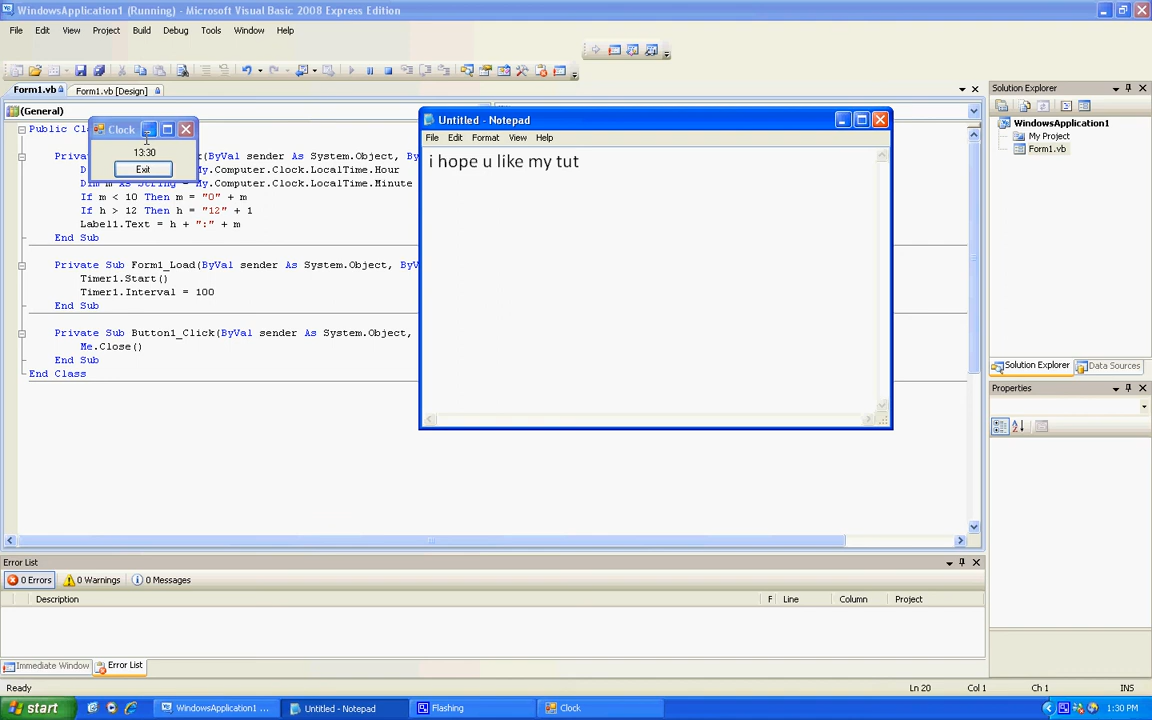 WindowsApplication1 (Running) - Microsoft Visual Basic 2008 Express Edition
File Edit View Project Build Debug Tools Window Help
Form1.vb Form1.vb [Design]
(General)
Public
Clock
13:30
Exit
(ByVal sender As System.Object,
My.Computer.Clock.LocalTime.Hour
Dim m As String = My.Computer.Clock.LocalTime.Minute
If m < 10 Then m = "0" + m
If h > 12 Then h = "12" + 1
Label1.Text = h + ":" + m
End Sub
Private Sub Form1_Load(ByVal sender As System.Object,
Timer1.Start()
Timer1.Interval = 100
End Sub
Private Sub Button1_Click(ByVal sender As System.Object,
Me.Close()
End Sub
End Class
Untitled - Notepad
File Edit Format View Help
i hope u like my tut
Solution Explorer
WindowsApplication1
My Project
Form1.vb
Solution Explorer Data Sources
Properties
Error List
0 Errors 0 Warnings 0 Messages
Description F Line Column Project
Immediate Window Error List
Ready Ln 20 Col 1 Ch 1 INS
start WindowsApplication1 ... Untitled - Notepad Flashing Clock 1:30 PM